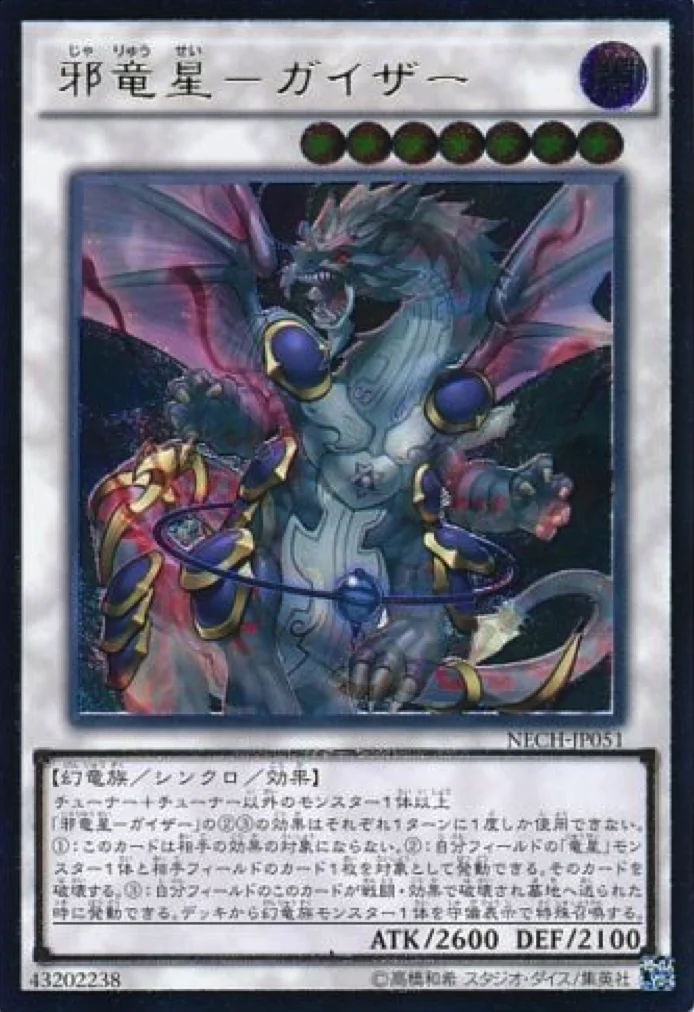 じゃ りゅう せい
邪竜星－ガイザー
闇
NECH-JP051
【幻竜族／シンクロ／効果】
チューナー＋チューナー以外のモンスター１体以上
「邪竜星－ガイザー」の②③の効果はそれぞれ１ターンに１度しか使用できない。
①：このカードは相手の効果の対象にならない。②：自分フィールドの「竜星」モン
スター１体と相手フィールドのカード１枚を対象として発動できる。そのカードを
破壊する。③：自分フィールドのこのカードが戦闘・効果で破壊され墓地へ送られた
時に発動できる。デッキから幻竜族モンスター１体を守備表示で特殊召喚する。
ATK/2600 DEF/2100
43202238
©高橋和希 スタジオ・ダイス/集英社